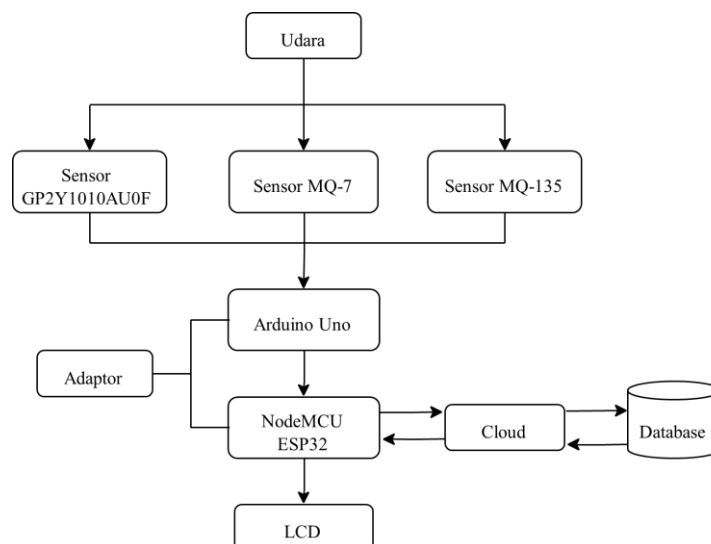 Udara
Sensor
GP2Y1010AU0F
Sensor MQ-7
Sensor MQ-135
Arduino Uno
Adaptor
NodeMCU
ESP32
Cloud
Database
LCD